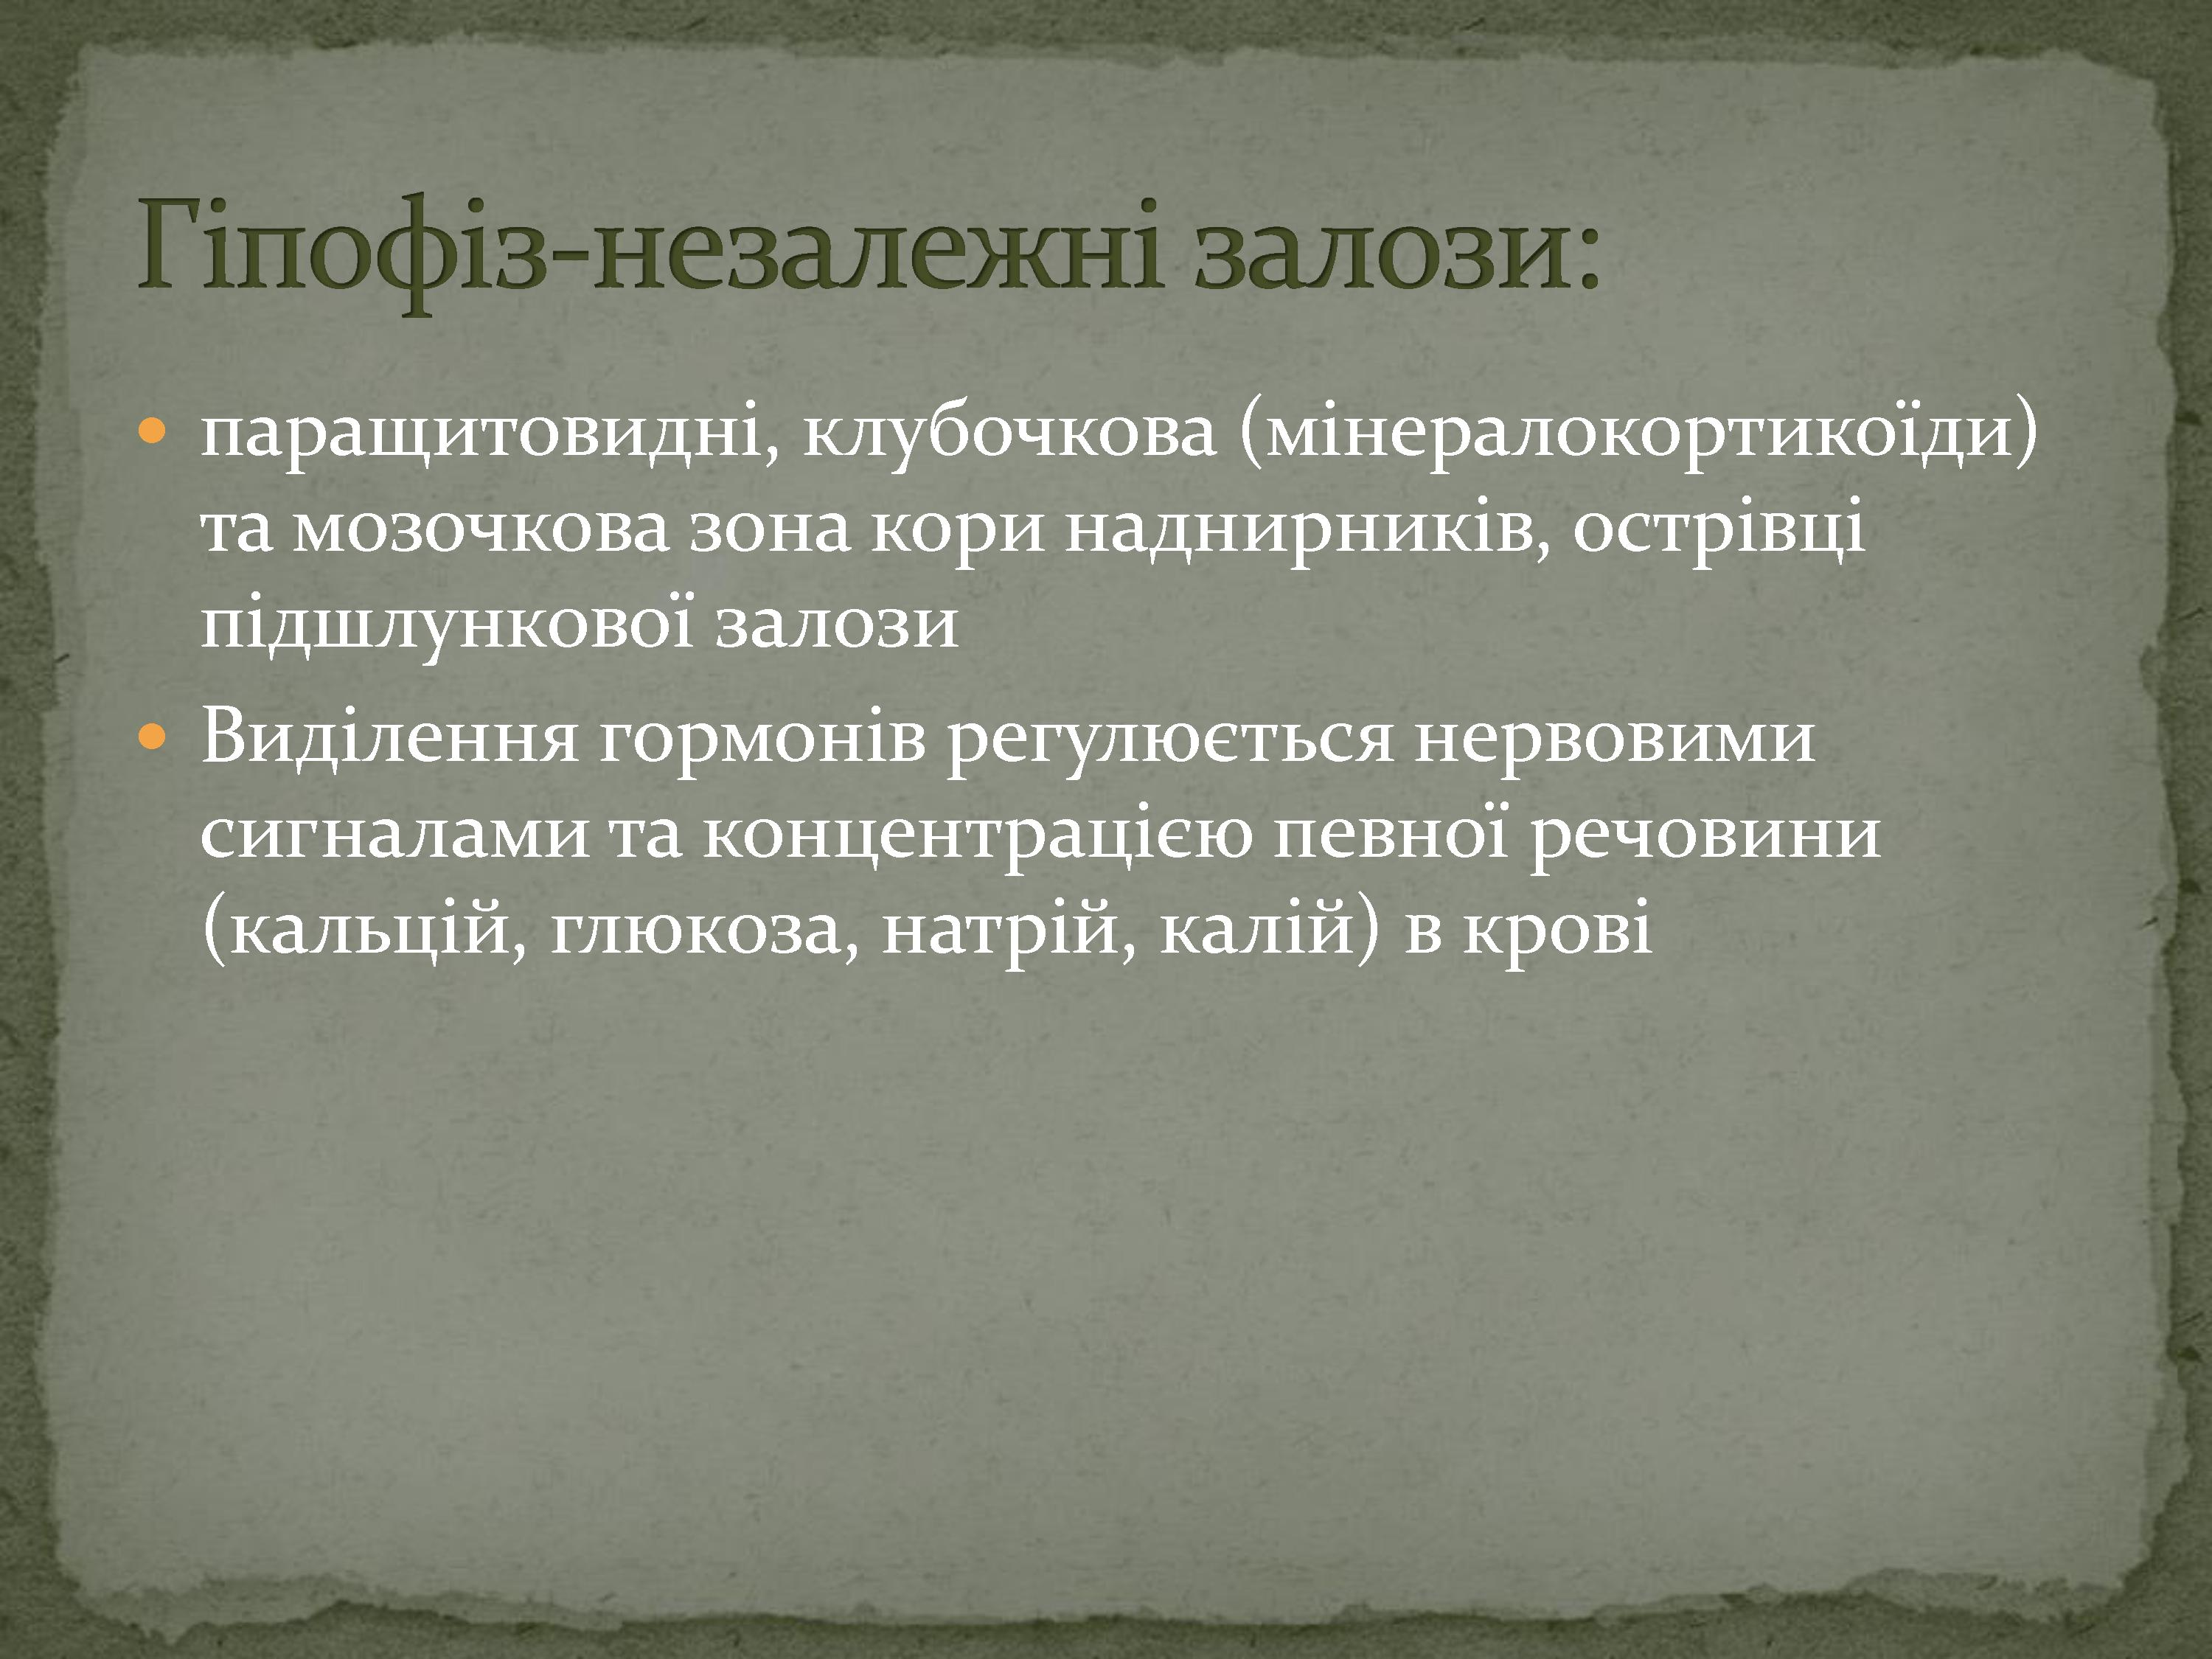 Гіпофіз-незалежні залози:
• паращитовидні, клубочкова (мінералокортикоїди)
та мозочкова зона кори наднирників, острівці
підшлункової залози
• Виділення гормонів регулюється нервовими
сигналами та концентрацією певної речовини
(кальцій, глюкоза, натрій, калій) в крові